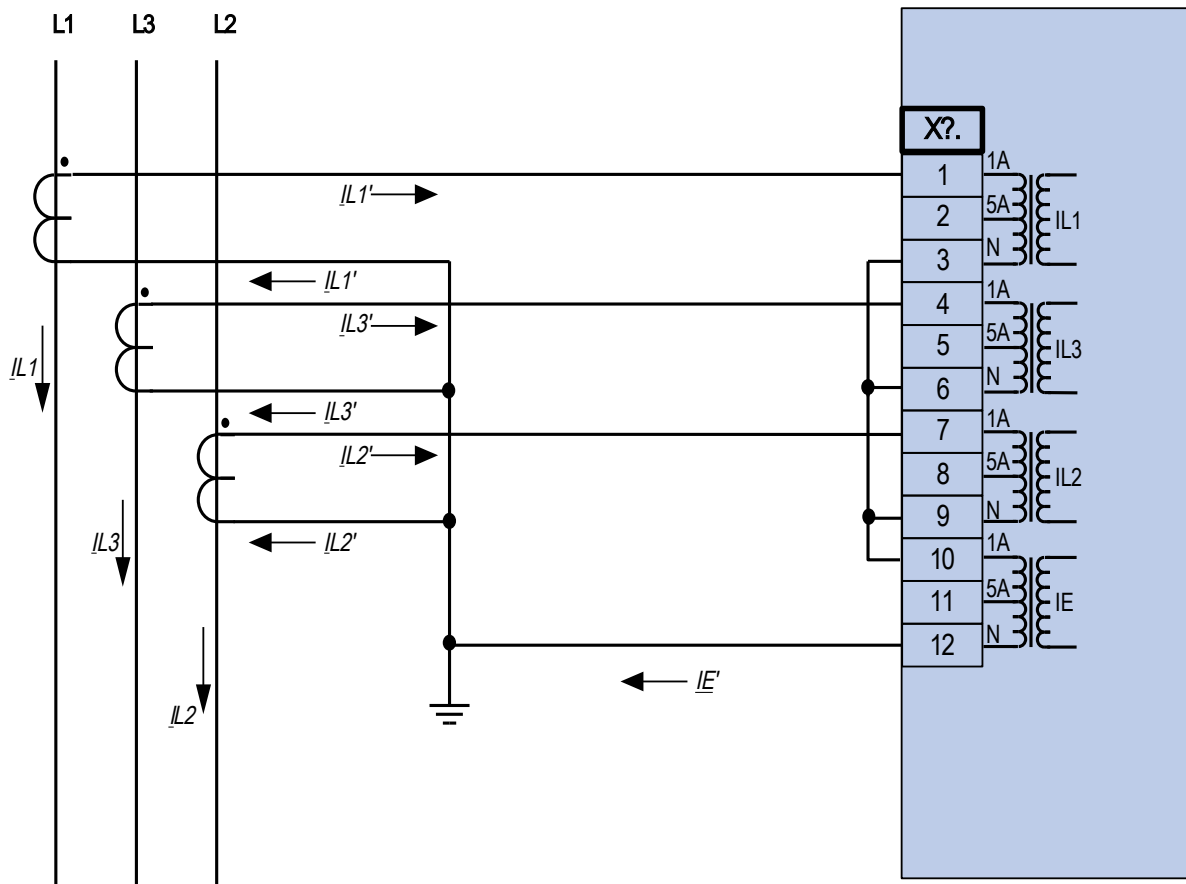 L1 L3 L2
X?.
1 1A
IL1'
2 5A IL1
3 N
IL1'
4 1A
IL3'
5 5A IL3
IL1
6 N
IL3'
7 1A
IL2'
8 5A IL2
9 N
IL3
IL2'
10 1A
11 5A IE
12 N
IE'
IL2